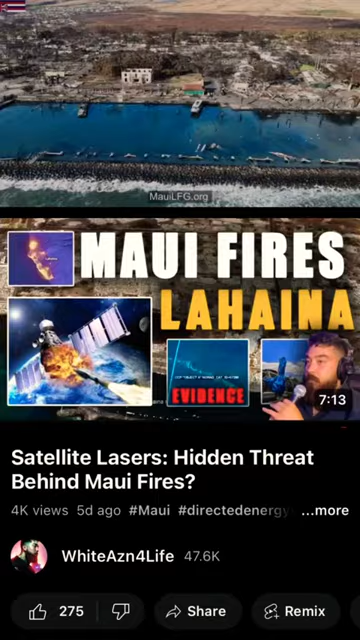 MauiLFG.org
MAUI FIRES
LAHAINA
EVIDENCE
7:13
Satellite Lasers: Hidden Threat
Behind Maui Fires?
4K views 5d ago #Maui #directedenergy ...more
WhiteAzn4Life 47.6K
275 Share Remix